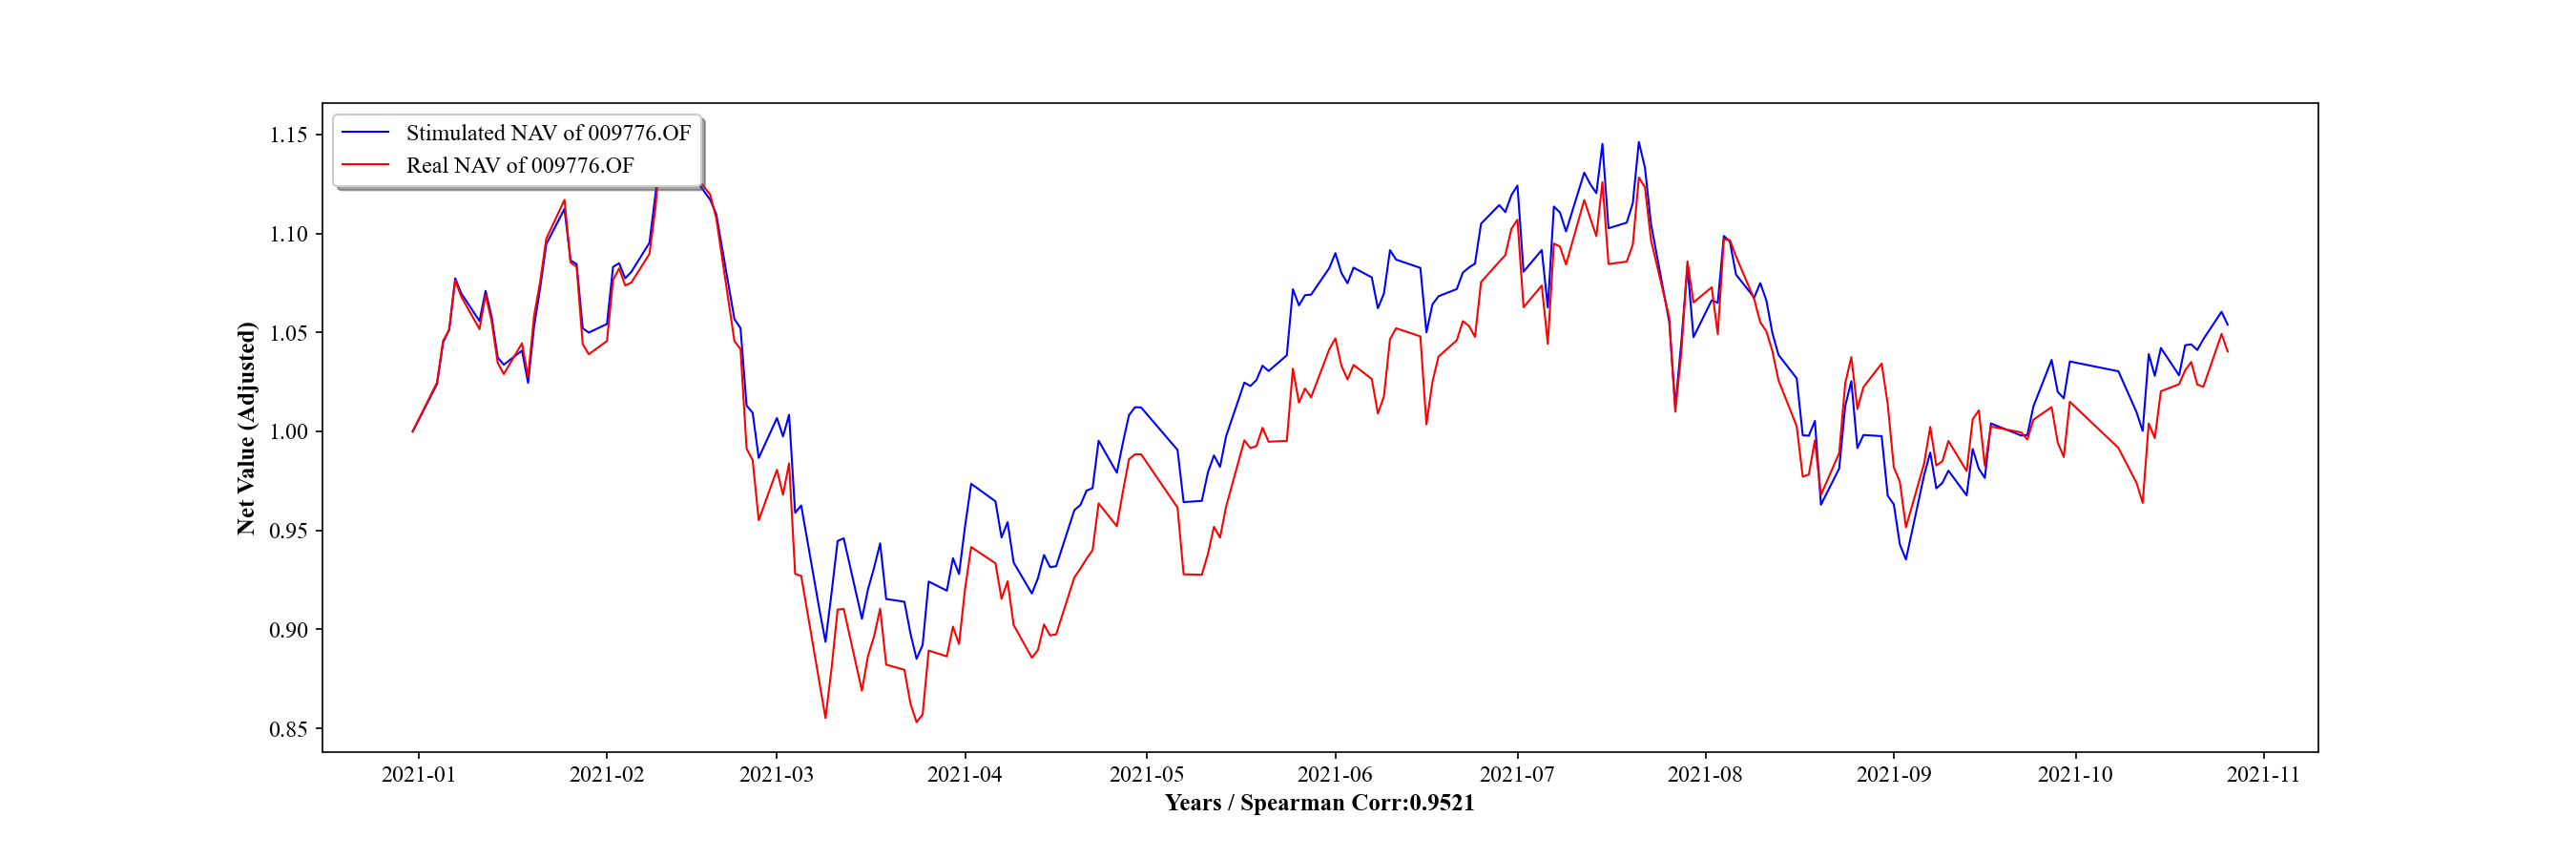 Stimulated NAV of 009776.OF
Real NAV of 009776.OF
1.15
1.10
1.05
1.00
0.95
0.90
0.85
Net Value (Adjusted)
2021-01 2021-02 2021-03 2021-04 2021-05 2021-06 2021-07 2021-08 2021-09 2021-10 2021-11
Years / Spearman Corr:0.9521